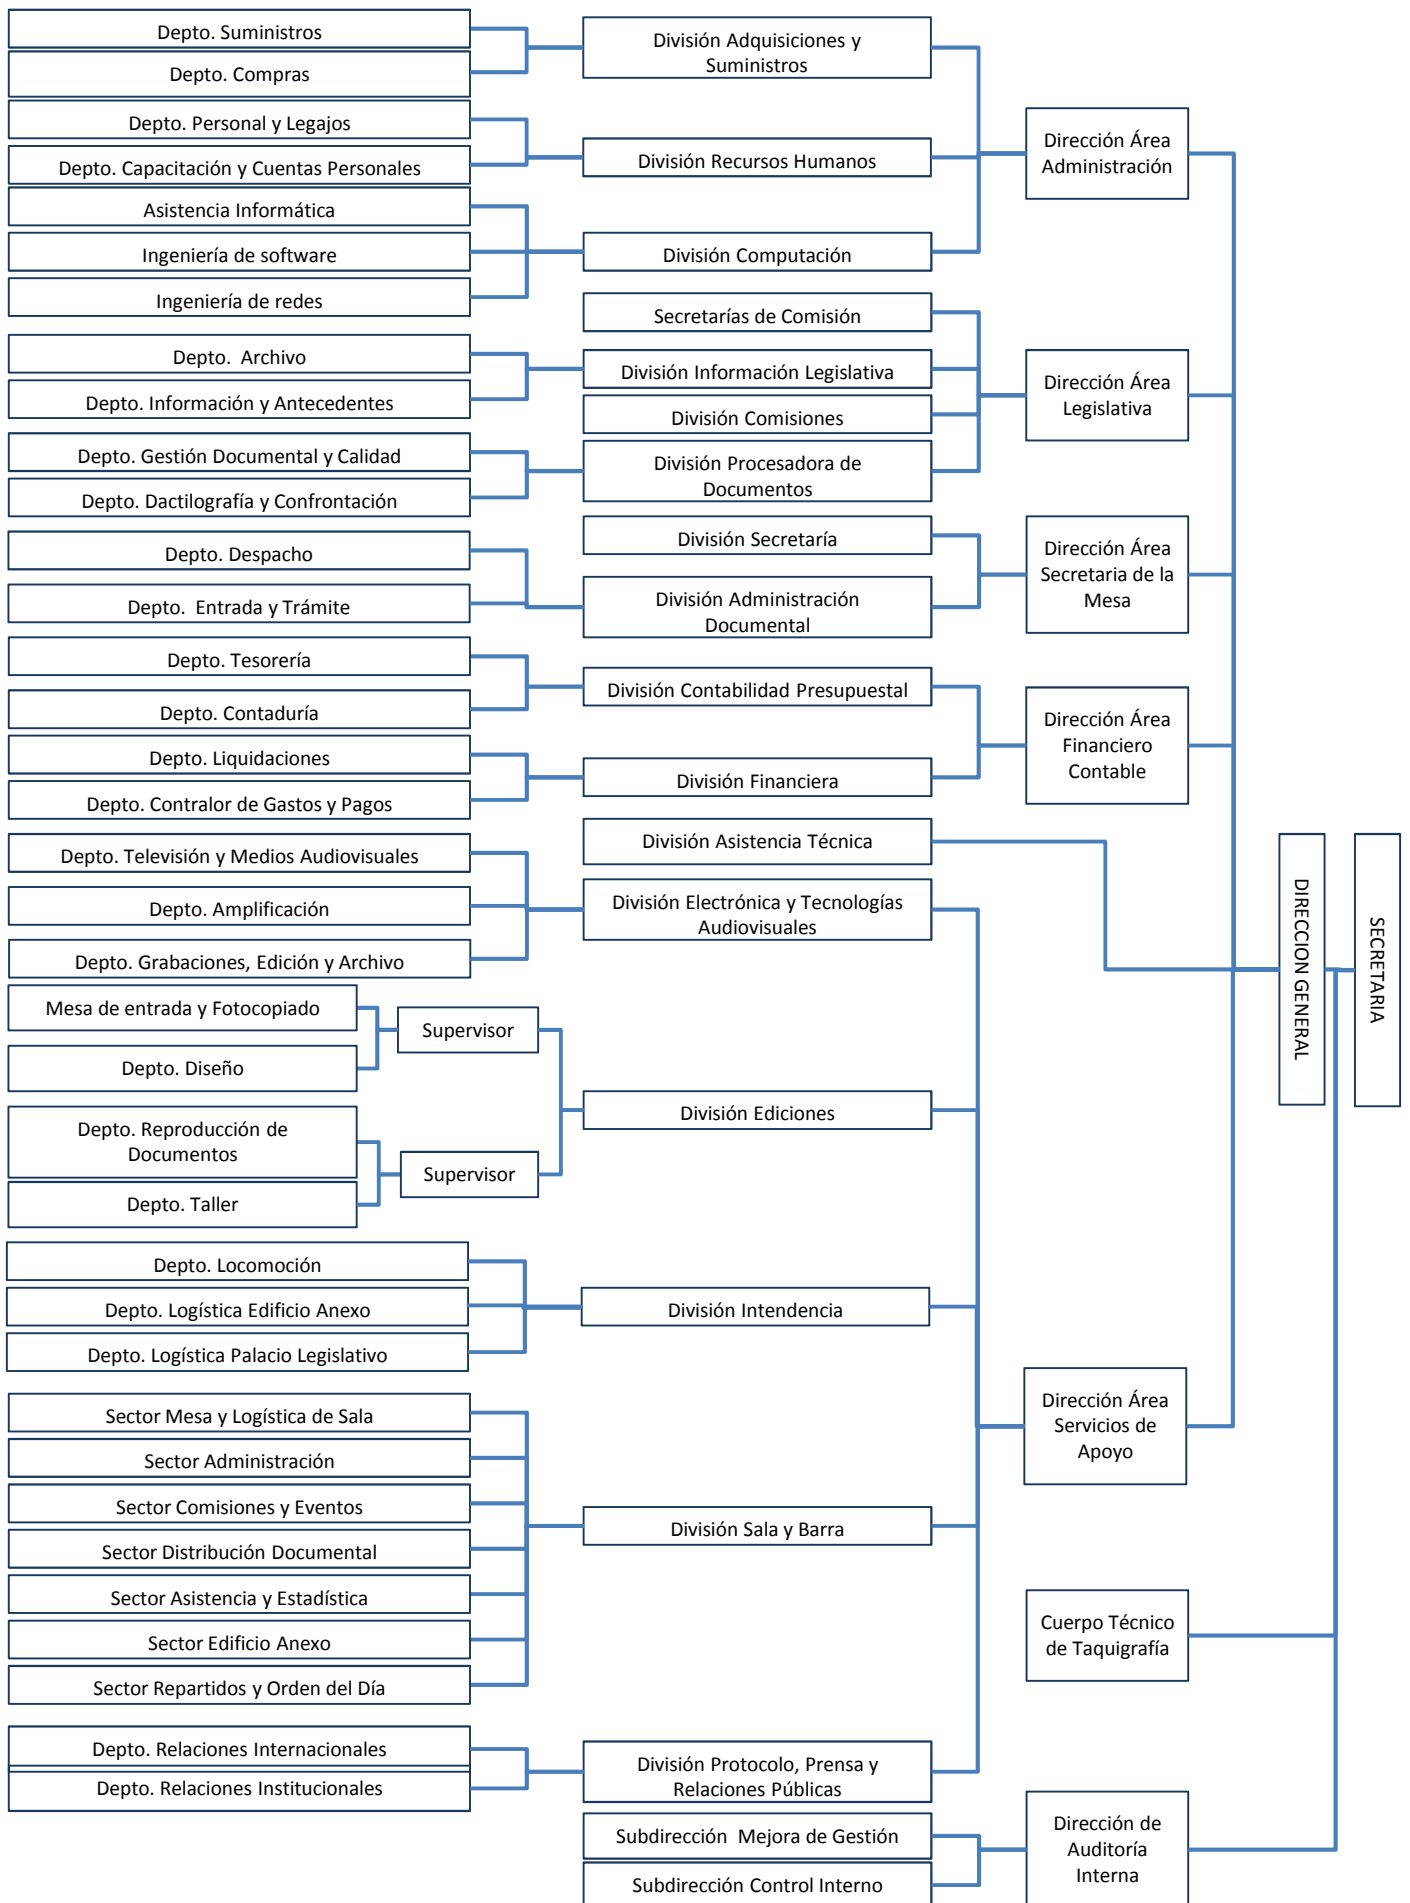 Depto. Suministros
Depto. Compras
División Adquisiciones y
Suministros
Depto. Personal y Legajos
Depto. Capacitación y Cuentas Personales
División Recursos Humanos
Dirección Área
Administración
Asistencia Informática
Ingeniería de software
Ingeniería de redes
División Computación
Secretarías de Comisión
Depto. Archivo
Depto. Información y Antecedentes
División Información Legislativa
División Comisiones
Dirección Área
Legislativa
Depto. Gestión Documental y Calidad
Depto. Dactilografía y Confrontación
División Procesadora de
Documentos
División Secretaría
Depto. Despacho
Depto. Entrada y Trámite
División Administración
Documental
Dirección Área
Secretaria de la
Mesa
Depto. Tesorería
Depto. Contaduría
División Contabilidad Presupuestal
Depto. Liquidaciones
Depto. Contralor de Gastos y Pagos
División Financiera
Dirección Área
Financiero
Contable
División Asistencia Técnica
Depto. Televisión y Medios Audiovisuales
Depto. Amplificación
Depto. Grabaciones, Edición y Archivo
División Electrónica y Tecnologías
Audiovisuales
DIRECCION GENERAL
SECRETARIA
Mesa de entrada y Fotocopiado
Depto. Diseño
Supervisor
Depto. Reproducción de
Documentos
Depto. Taller
Supervisor
División Ediciones
Depto. Locomoción
Depto. Logística Edificio Anexo
Depto. Logística Palacio Legislativo
División Intendencia
Dirección Área
Servicios de
Apoyo
Sector Mesa y Logística de Sala
Sector Administración
Sector Comisiones y Eventos
Sector Distribución Documental
Sector Asistencia y Estadística
Sector Edificio Anexo
Sector Repartidos y Orden del Día
División Sala y Barra
Cuerpo Técnico
de Taquigrafía
Depto. Relaciones Internacionales
Depto. Relaciones Institucionales
División Protocolo, Prensa y
Relaciones Públicas
Subdirección Mejora de Gestión
Subdirección Control Interno
Dirección de
Auditoría
Interna